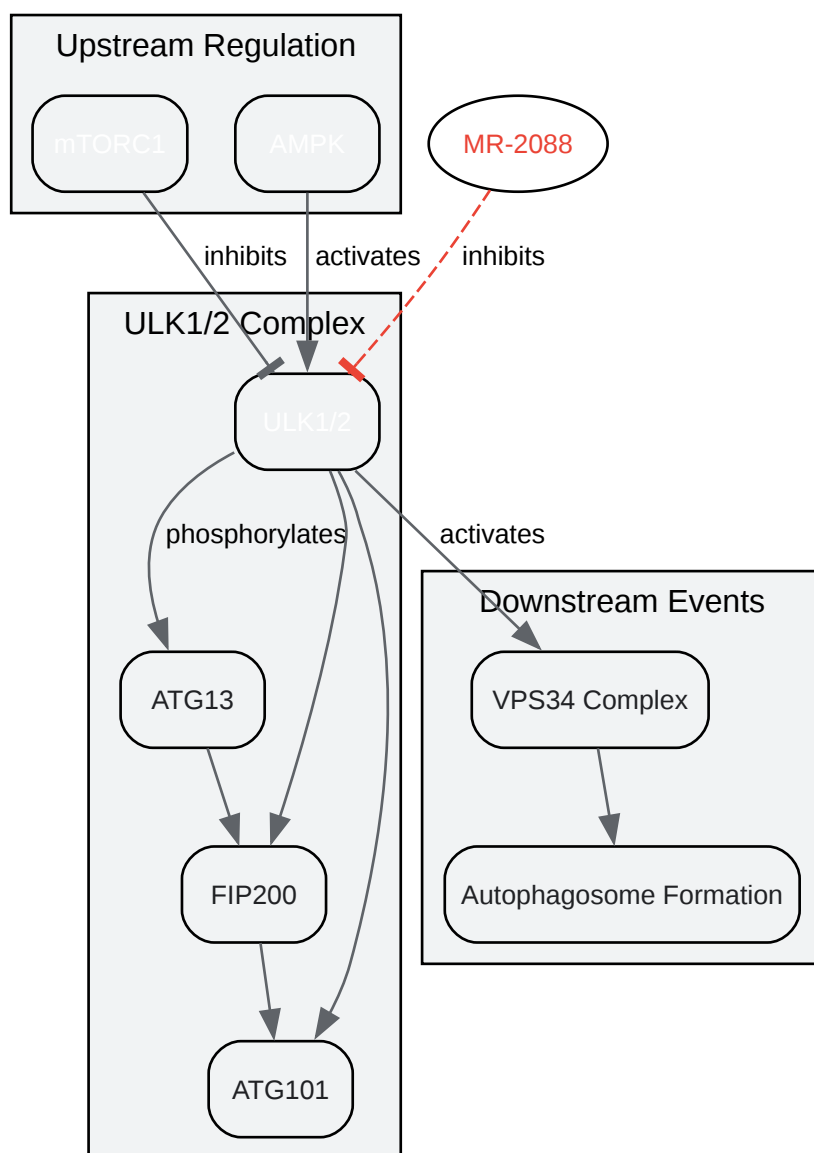 Upstream Regulation
mTORC1
AMPK
MR-2088
inhibits
activates
inhibits
ULK1/2 Complex
ULK1/2
phosphorylates
activates
Downstream Events
ATG13
VPS34 Complex
FIP200
Autophagosome Formation
ATG101